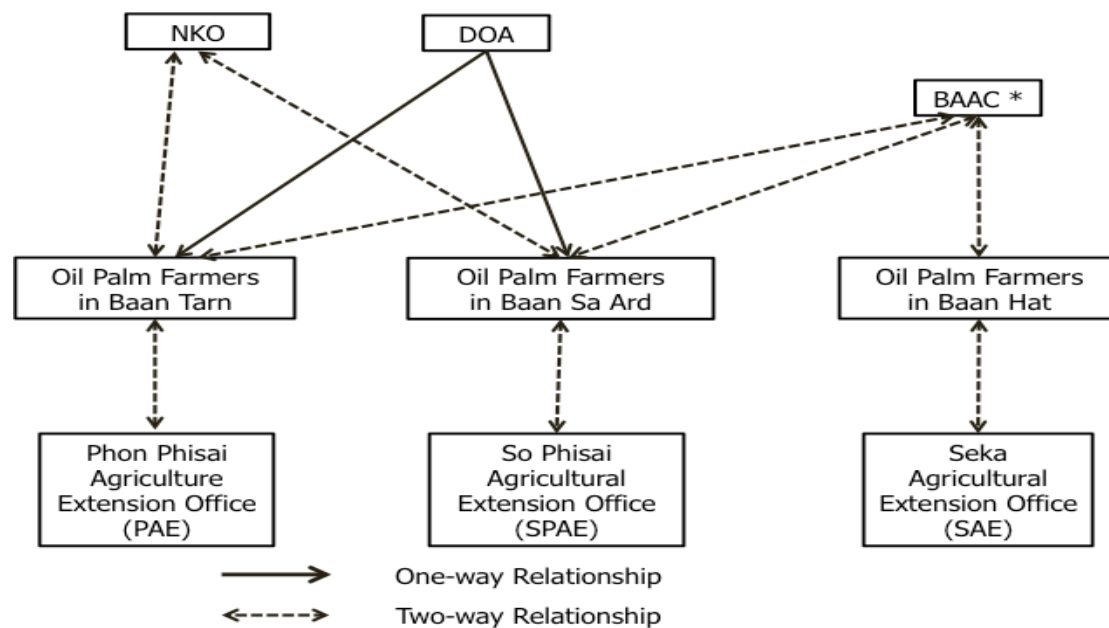 NKO
DOA
BAAC *
Oil Palm Farmers
in Baan Tarn
Oil Palm Farmers
in Baan Sa Ard
Oil Palm Farmers
in Baan Hat
Phon Phisai
Agriculture
Extension Office
(PAE)
So Phisai
Agricultural
Extension Office
(SPAE)
Seka
Agricultural
Extension Office
(SAE)
One-way Relationship
Two-way Relationship